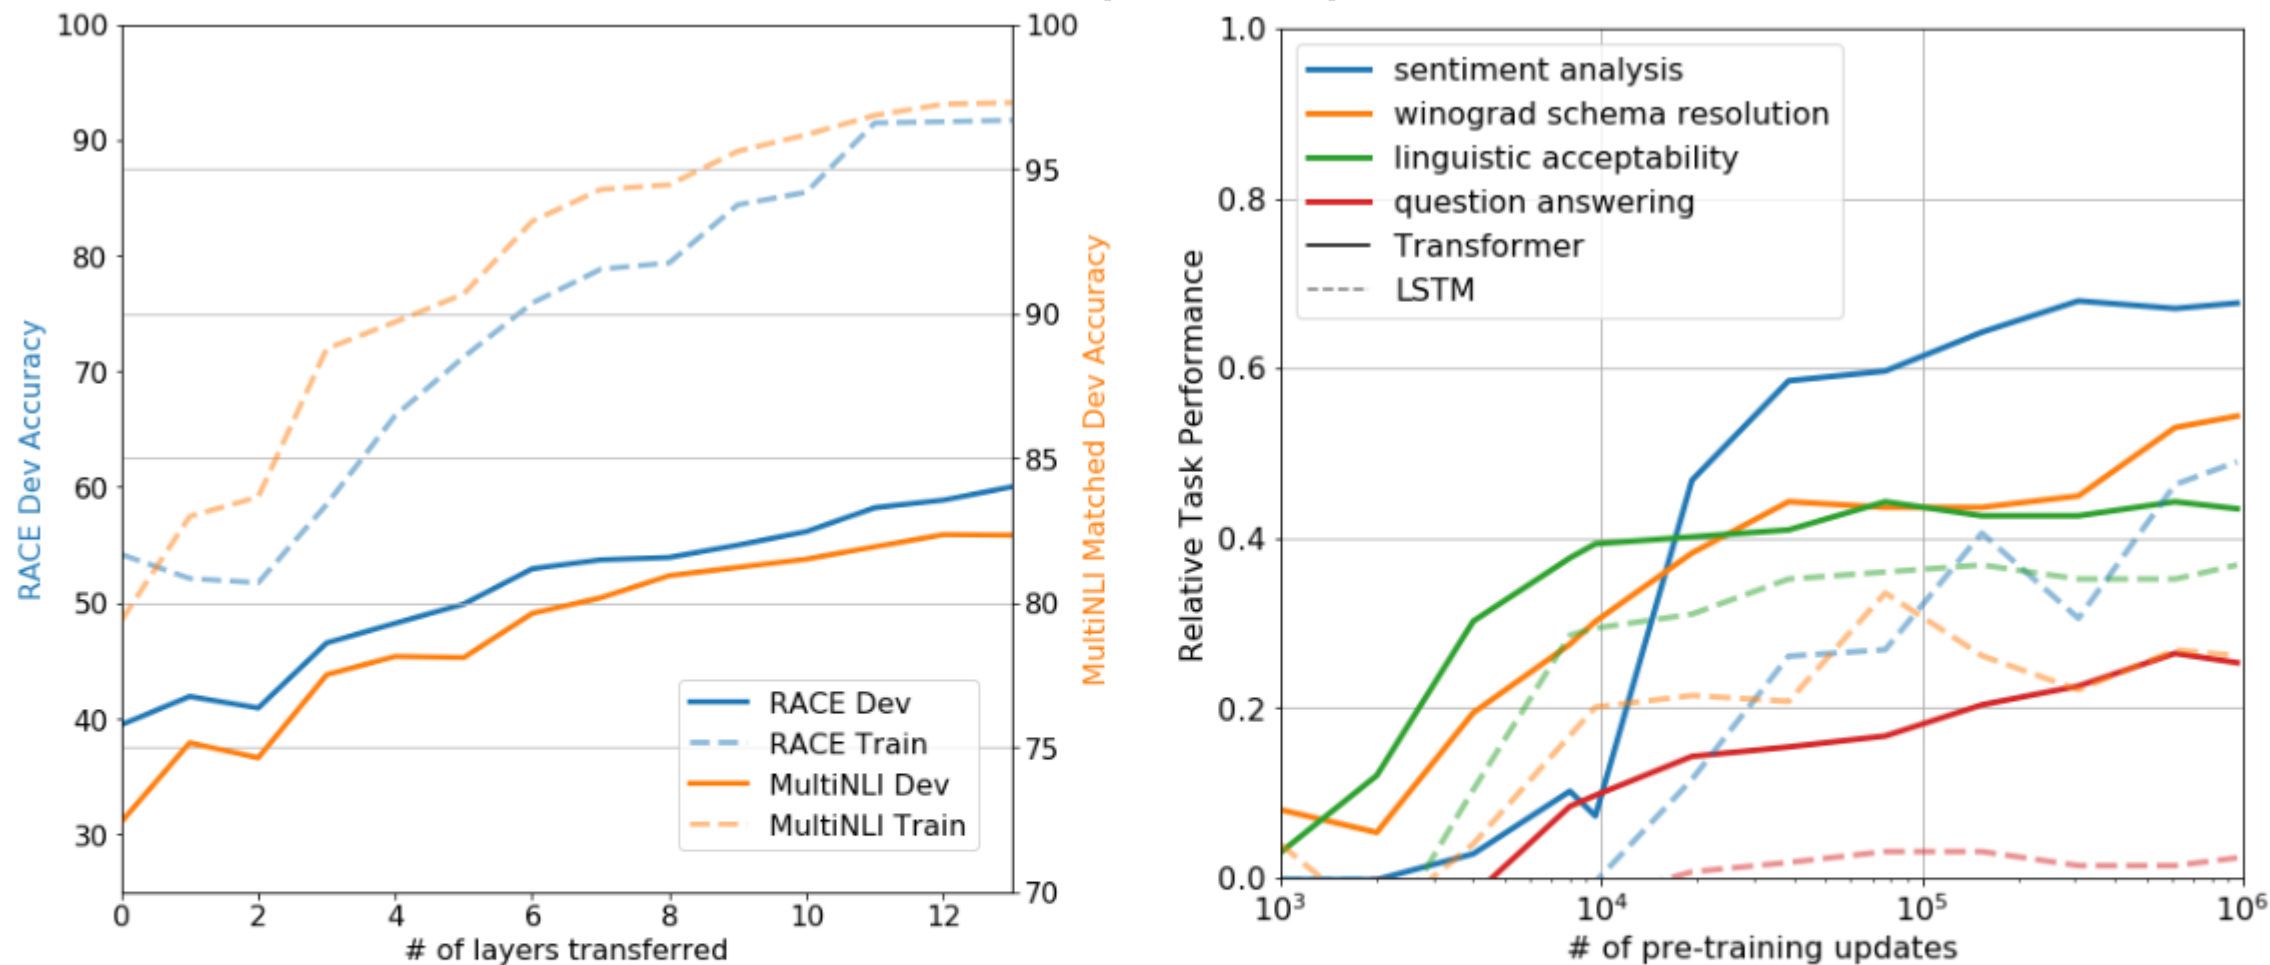 100
90
80
70
60
50
40
30
RACE Dev Accuracy
0 2 4 6 8 10 12
# of layers transferred
100
95
90
85
80
75
70
MultiNLI Matched Dev Accuracy
RACE Dev
RACE Train
MultiNLI Dev
MultiNLI Train
1.0
0.8
0.6
0.4
0.2
0.0
Relative Task Performance
sentiment analysis
winograd schema resolution
linguistic acceptability
question answering
Transformer
LSTM
10³ 10⁴ 10⁵ 10⁶
# of pre-training updates